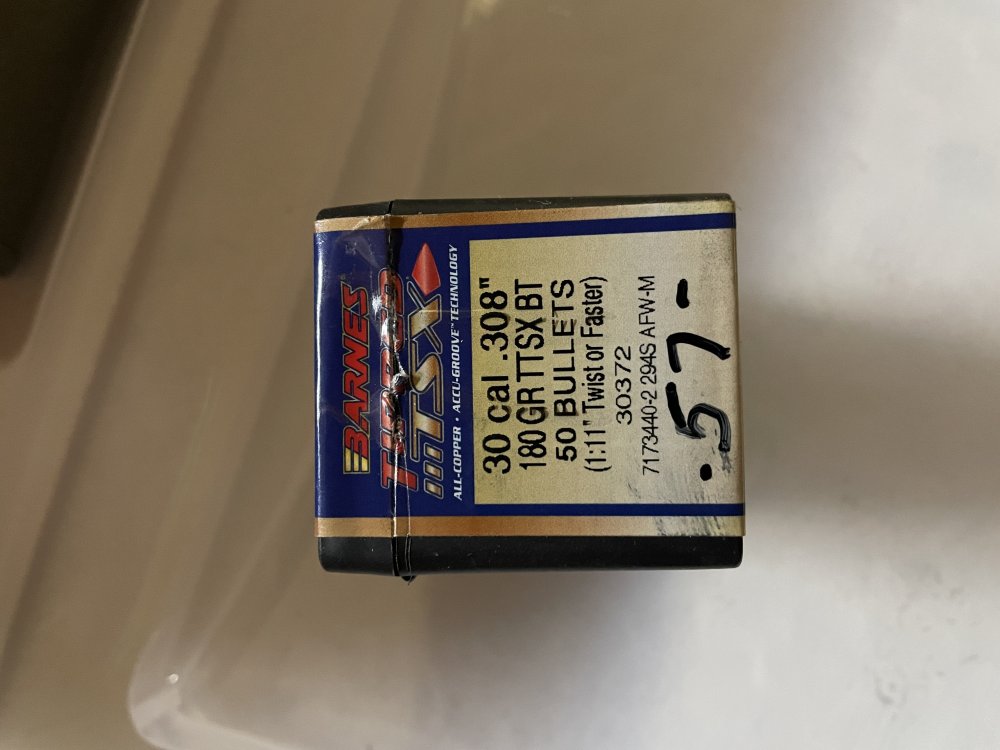 BARNES
TIPPED
TSX
ALL-COPPER • ACCU-GROOVE™ TECHNOLOGY
30 Cal .308"
180 GR TTSX BT
50 BULLETS
(1:11" Twist or Faster)
30372
7173440-2 294S AFW-M
.57-